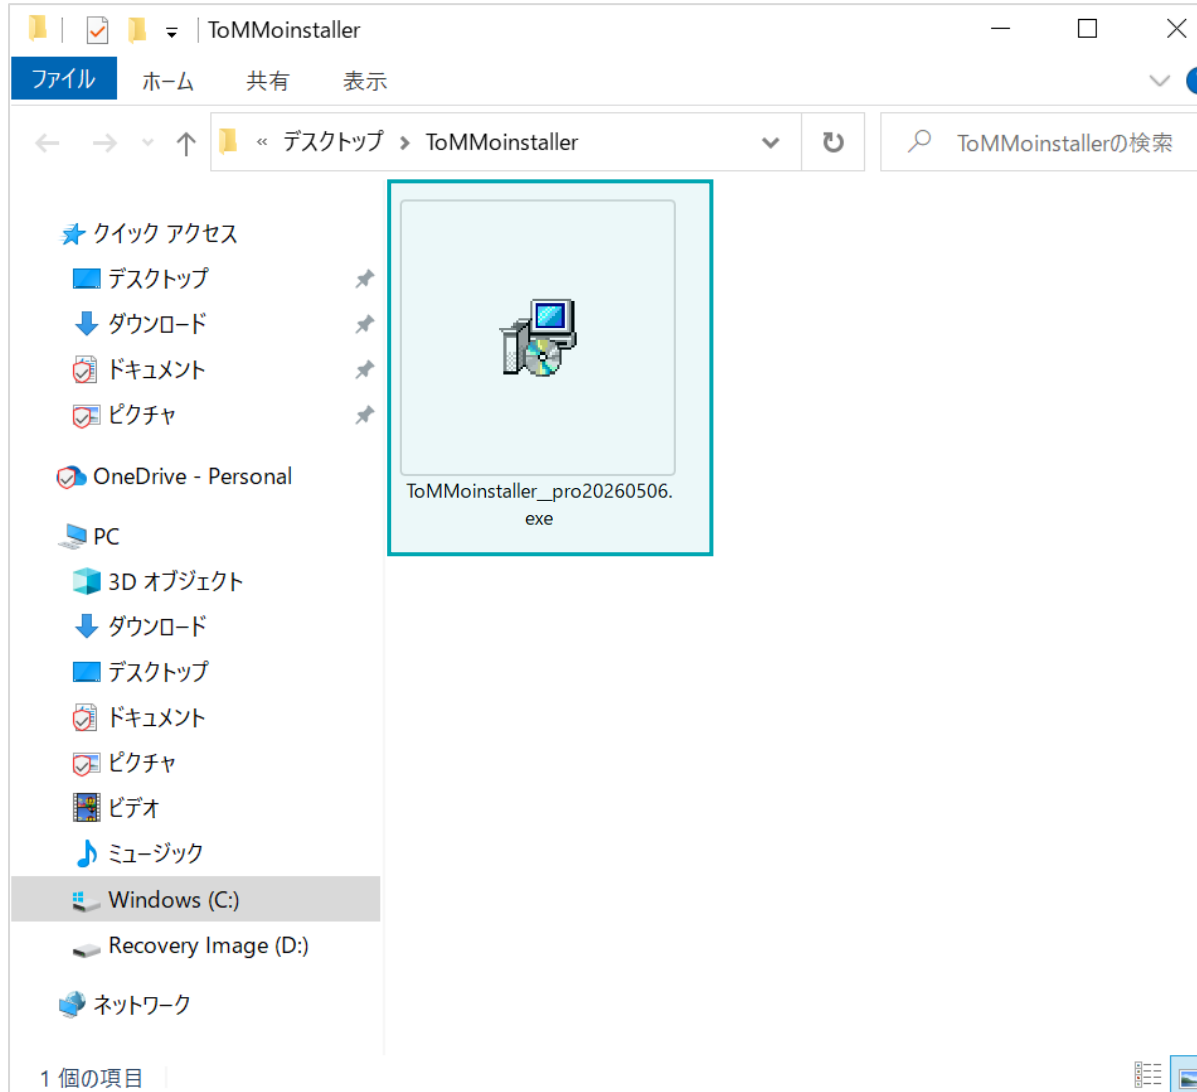 ToMMoinstaller
ファイル ホーム 共有 表示
« デスクトップ > ToMMoinstaller
ToMMoinstallerの検索
クイック アクセス
デスクトップ
ダウンロード
ドキュメント
ピクチャ
OneDrive - Personal
PC
3D オブジェクト
ダウンロード
デスクトップ
ドキュメント
ピクチャ
ビデオ
ミュージック
Windows (C:)
Recovery Image (D:)
ネットワーク
ToMMoinstaller__pro20260506.
exe
1 個の項目